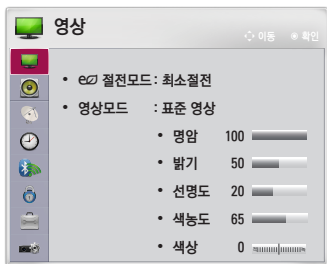 영상
이동 확인
• e 절전모드 : 최소절전
• 영상모드 : 표준 영상
• 명암 100
• 밝기 50
• 선명도 20
• 색농도 65
• 색상 0